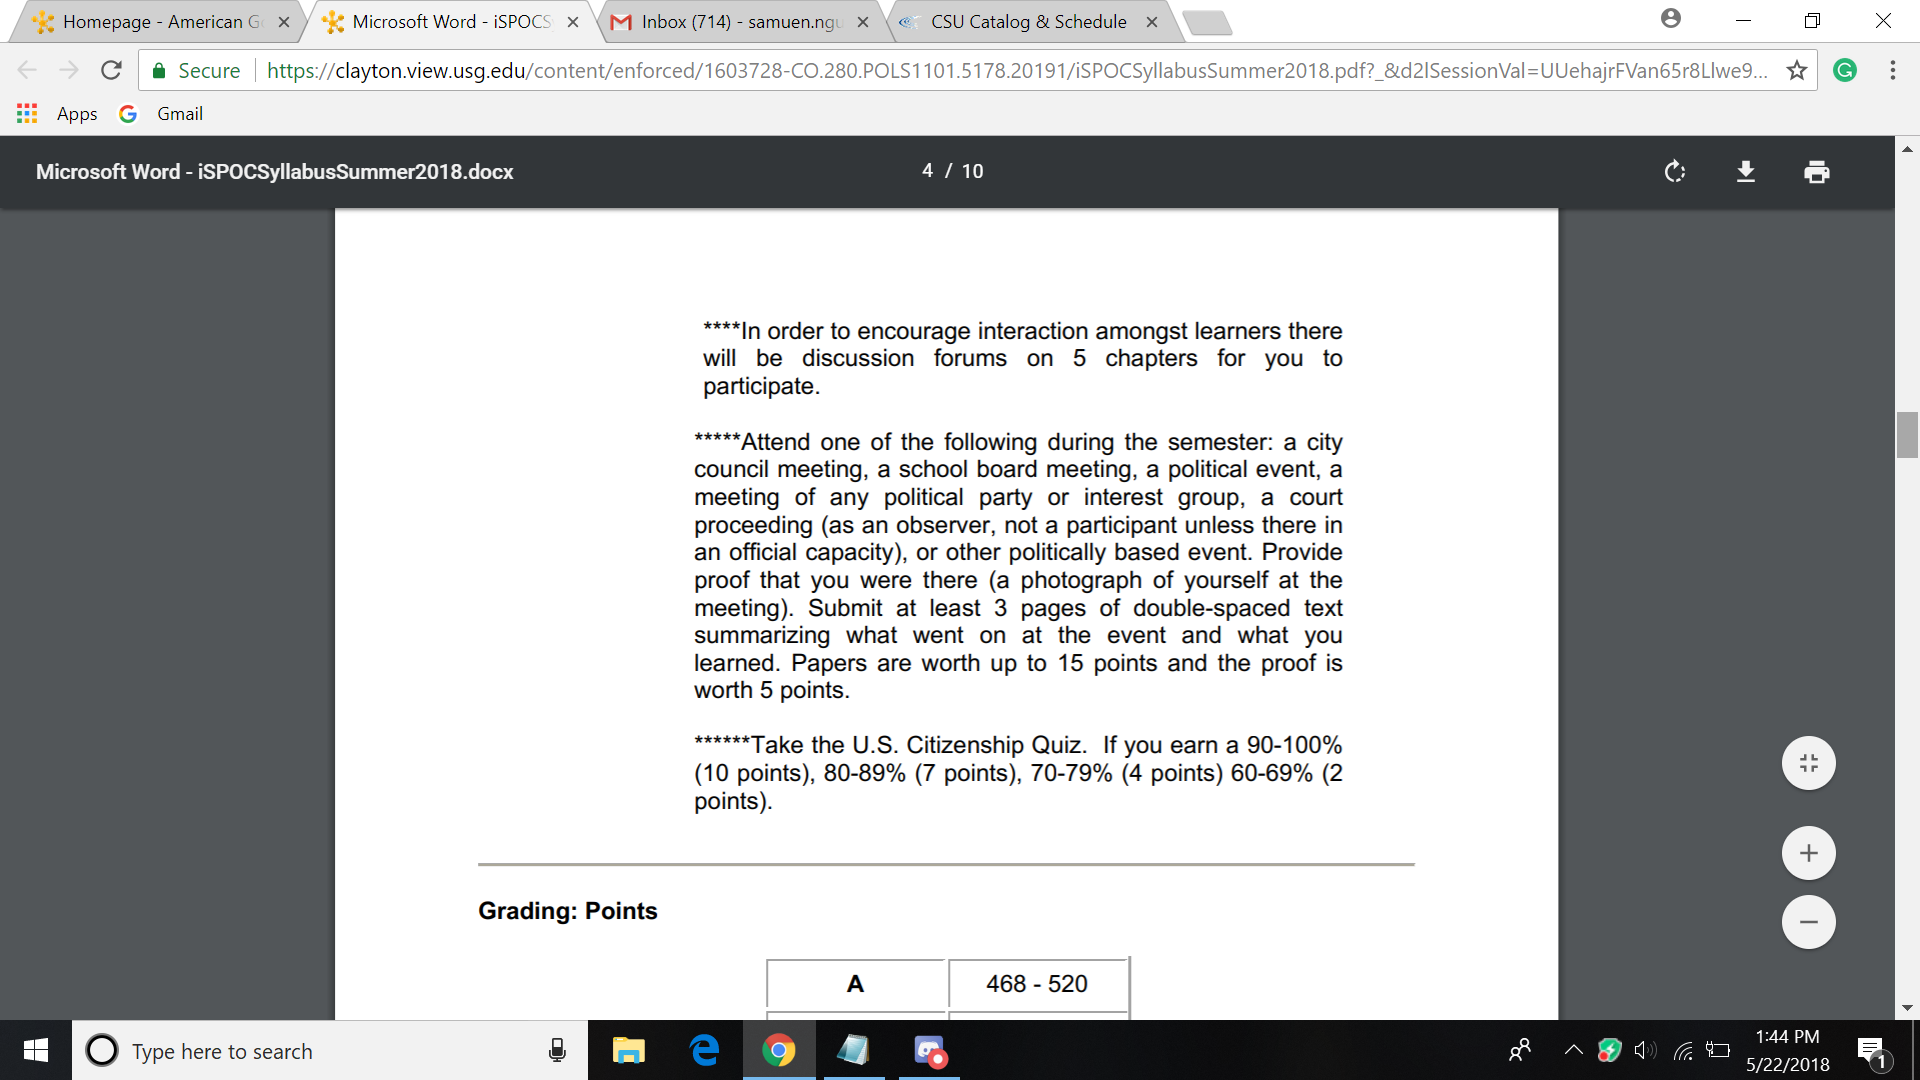 Homepage - American G
Microsoft Word - iSPOCS
Inbox (714) - samuen.ngu
CSU Catalog & Schedule
Secure
https://clayton.view.usg.edu/content/enforced/1603728-CO.280.POLS1101.5178.20191/iSPOCSyllabusSummer2018.pdf?_&d2lSessionVal=UUehajrFVan65r8Llwe9...
Apps
Gmail
Microsoft Word - iSPOCSyllabusSummer2018.docx
4 / 10
****In order to encourage interaction amongst learners there
will be discussion forums on 5 chapters for you to
participate.
*****Attend one of the following during the semester: a city
council meeting, a school board meeting, a political event, a
meeting of any political party or interest group, a court
proceeding (as an observer, not a participant unless there in
an official capacity), or other politically based event. Provide
proof that you were there (a photograph of yourself at the
meeting). Submit at least 3 pages of double-spaced text
summarizing what went on at the event and what you
learned. Papers are worth up to 15 points and the proof is
worth 5 points.
******Take the U.S. Citizenship Quiz. If you earn a 90-100%
(10 points), 80-89% (7 points), 70-79% (4 points) 60-69% (2
points).
Grading: Points
A 468 - 520
Type here to search
1:44 PM
5/22/2018
1